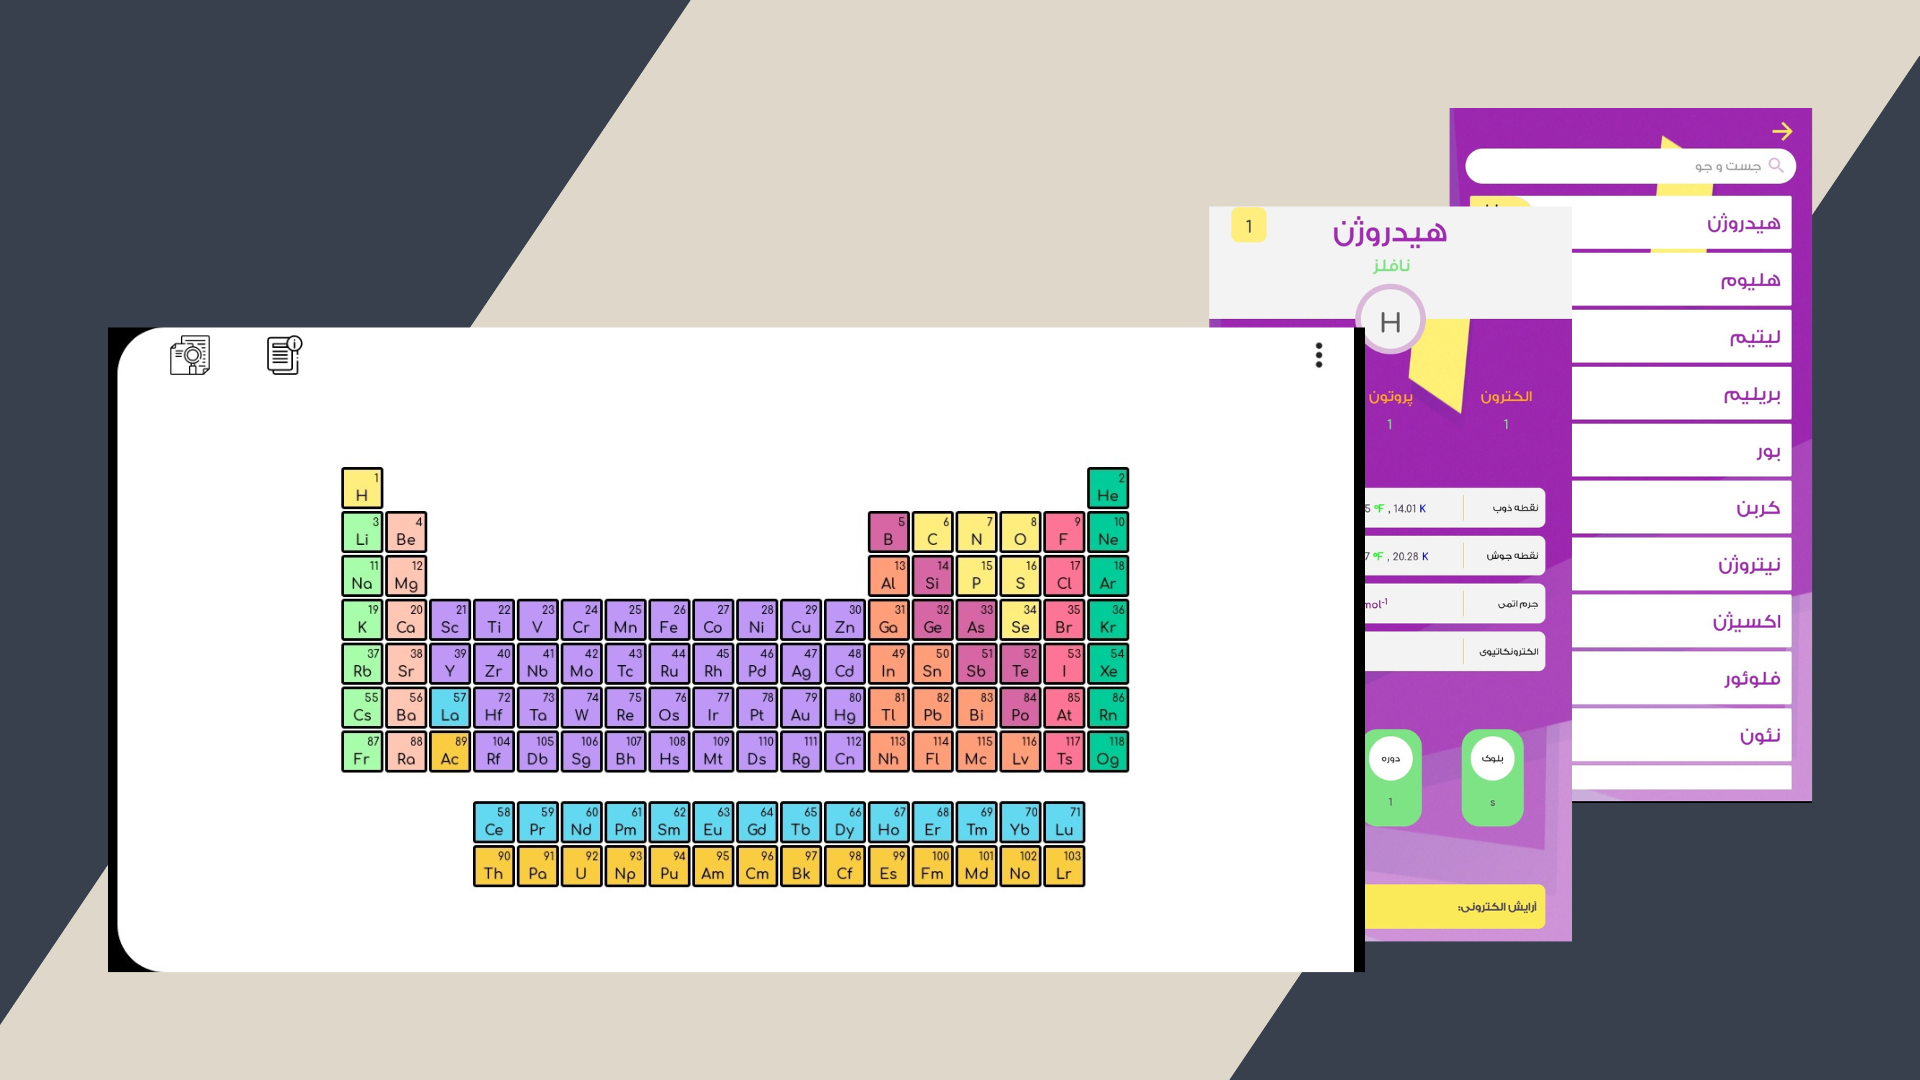 جست و جو
هیدروژن
هلیوم
لیتیم
بریلیم
بور
کربن
نیتروژن
اکسیژن
فلوئور
نئون
1
هیدروژن
نافلز
H
الکترون
پروتون
1
1
نقطه ذوب
5 °F , 14.01 K
نقطه جوش
7 °F , 20.28 K
جرم اتمی
mol-1
الکترونگاتیوی
بلوک
دوره
s
1
آرایش الکترونی:
1 H 2 He
3 Li 4 Be 5 B 6 C 7 N 8 O 9 F 10 Ne
11 Na 12 Mg 13 Al 14 Si 15 P 16 S 17 Cl 18 Ar
19 K 20 Ca 21 Sc 22 Ti 23 V 24 Cr 25 Mn 26 Fe 27 Co 28 Ni 29 Cu 30 Zn 31 Ga 32 Ge 33 As 34 Se 35 Br 36 Kr
37 Rb 38 Sr 39 Y 40 Zr 41 Nb 42 Mo 43 Tc 44 Ru 45 Rh 46 Pd 47 Ag 48 Cd 49 In 50 Sn 51 Sb 52 Te 53 I 54 Xe
55 Cs 56 Ba 57 La 72 Hf 73 Ta 74 W 75 Re 76 Os 77 Ir 78 Pt 79 Au 80 Hg 81 Tl 82 Pb 83 Bi 84 Po 85 At 86 Rn
87 Fr 88 Ra 89 Ac 104 Rf 105 Db 106 Sg 107 Bh 108 Hs 109 Mt 110 Ds 111 Rg 112 Cn 113 Nh 114 Fl 115 Mc 116 Lv 117 Ts 118 Og
58 Ce 59 Pr 60 Nd 61 Pm 62 Sm 63 Eu 64 Gd 65 Tb 66 Dy 67 Ho 68 Er 69 Tm 70 Yb 71 Lu
90 Th 91 Pa 92 U 93 Np 94 Pu 95 Am 96 Cm 97 Bk 98 Cf 99 Es 100 Fm 101 Md 102 No 103 Lr